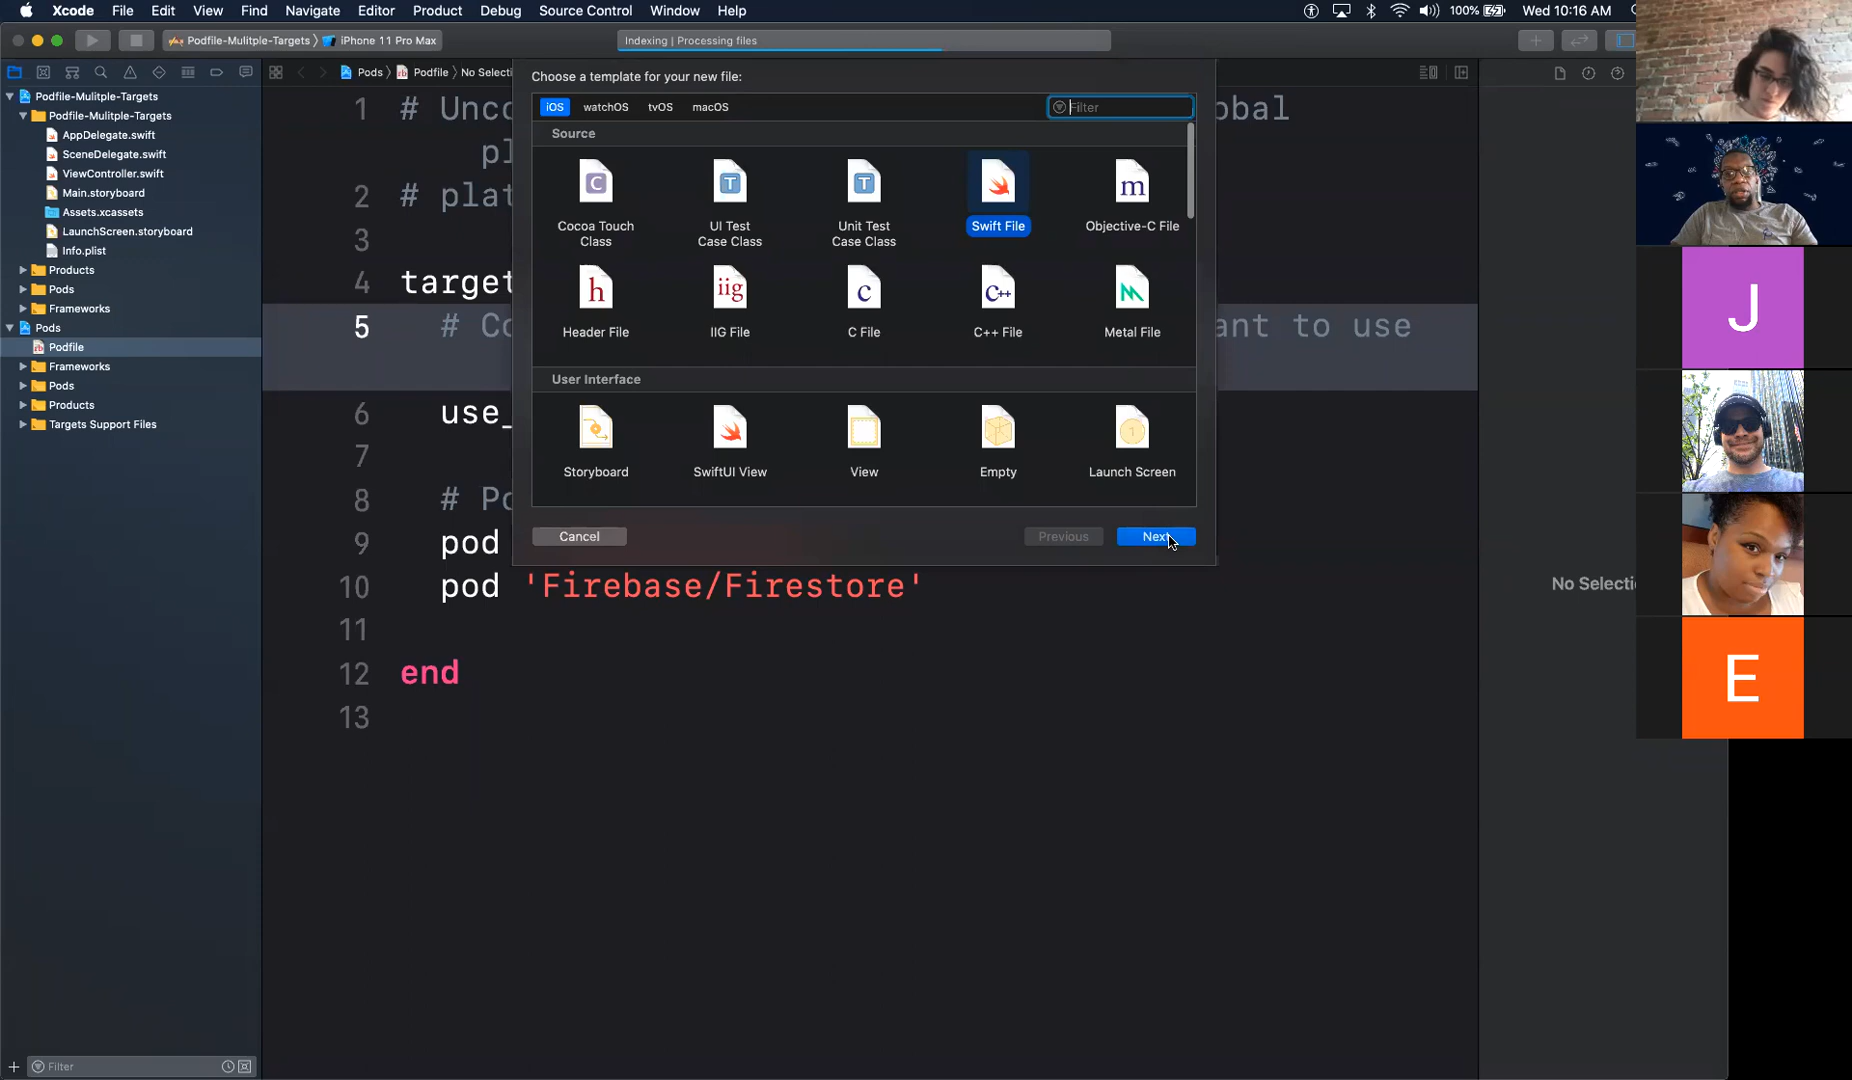 Xcode File Edit View Find Navigate Editor Product Debug Source Control Window Help 100% Wed 10:16 AM
Podfile-Mulitple-Targets iPhone 11 Pro Max Indexing | Processing files
Pods Podfile No Selecti
Choose a template for your new file:
iOS watchOS tvOS macOS Filter
Source
Cocoa Touch Class
UI Test Case Class
Unit Test Case Class
Swift File
Objective-C File
Header File
IIG File
C File
C++ File
Metal File
User Interface
Storyboard
SwiftUI View
View
Empty
Launch Screen
Cancel Previous Next
Podfile-Mulitple-Targets
Podfile-Mulitple-Targets
AppDelegate.swift
SceneDelegate.swift
ViewController.swift
Main.storyboard
Assets.xcassets
LaunchScreen.storyboard
Info.plist
Products
Pods
Frameworks
Pods
Podfile
Frameworks
Pods
Products
Targets Support Files
Filter
1 # Unco bal
pl
2 # plat
3
4 target
5 # Co ant to use
6 use_
7
8 # Po
9 pod
10 pod 'Firebase/Firestore'
11
12 end
13
No Selectio
J
E